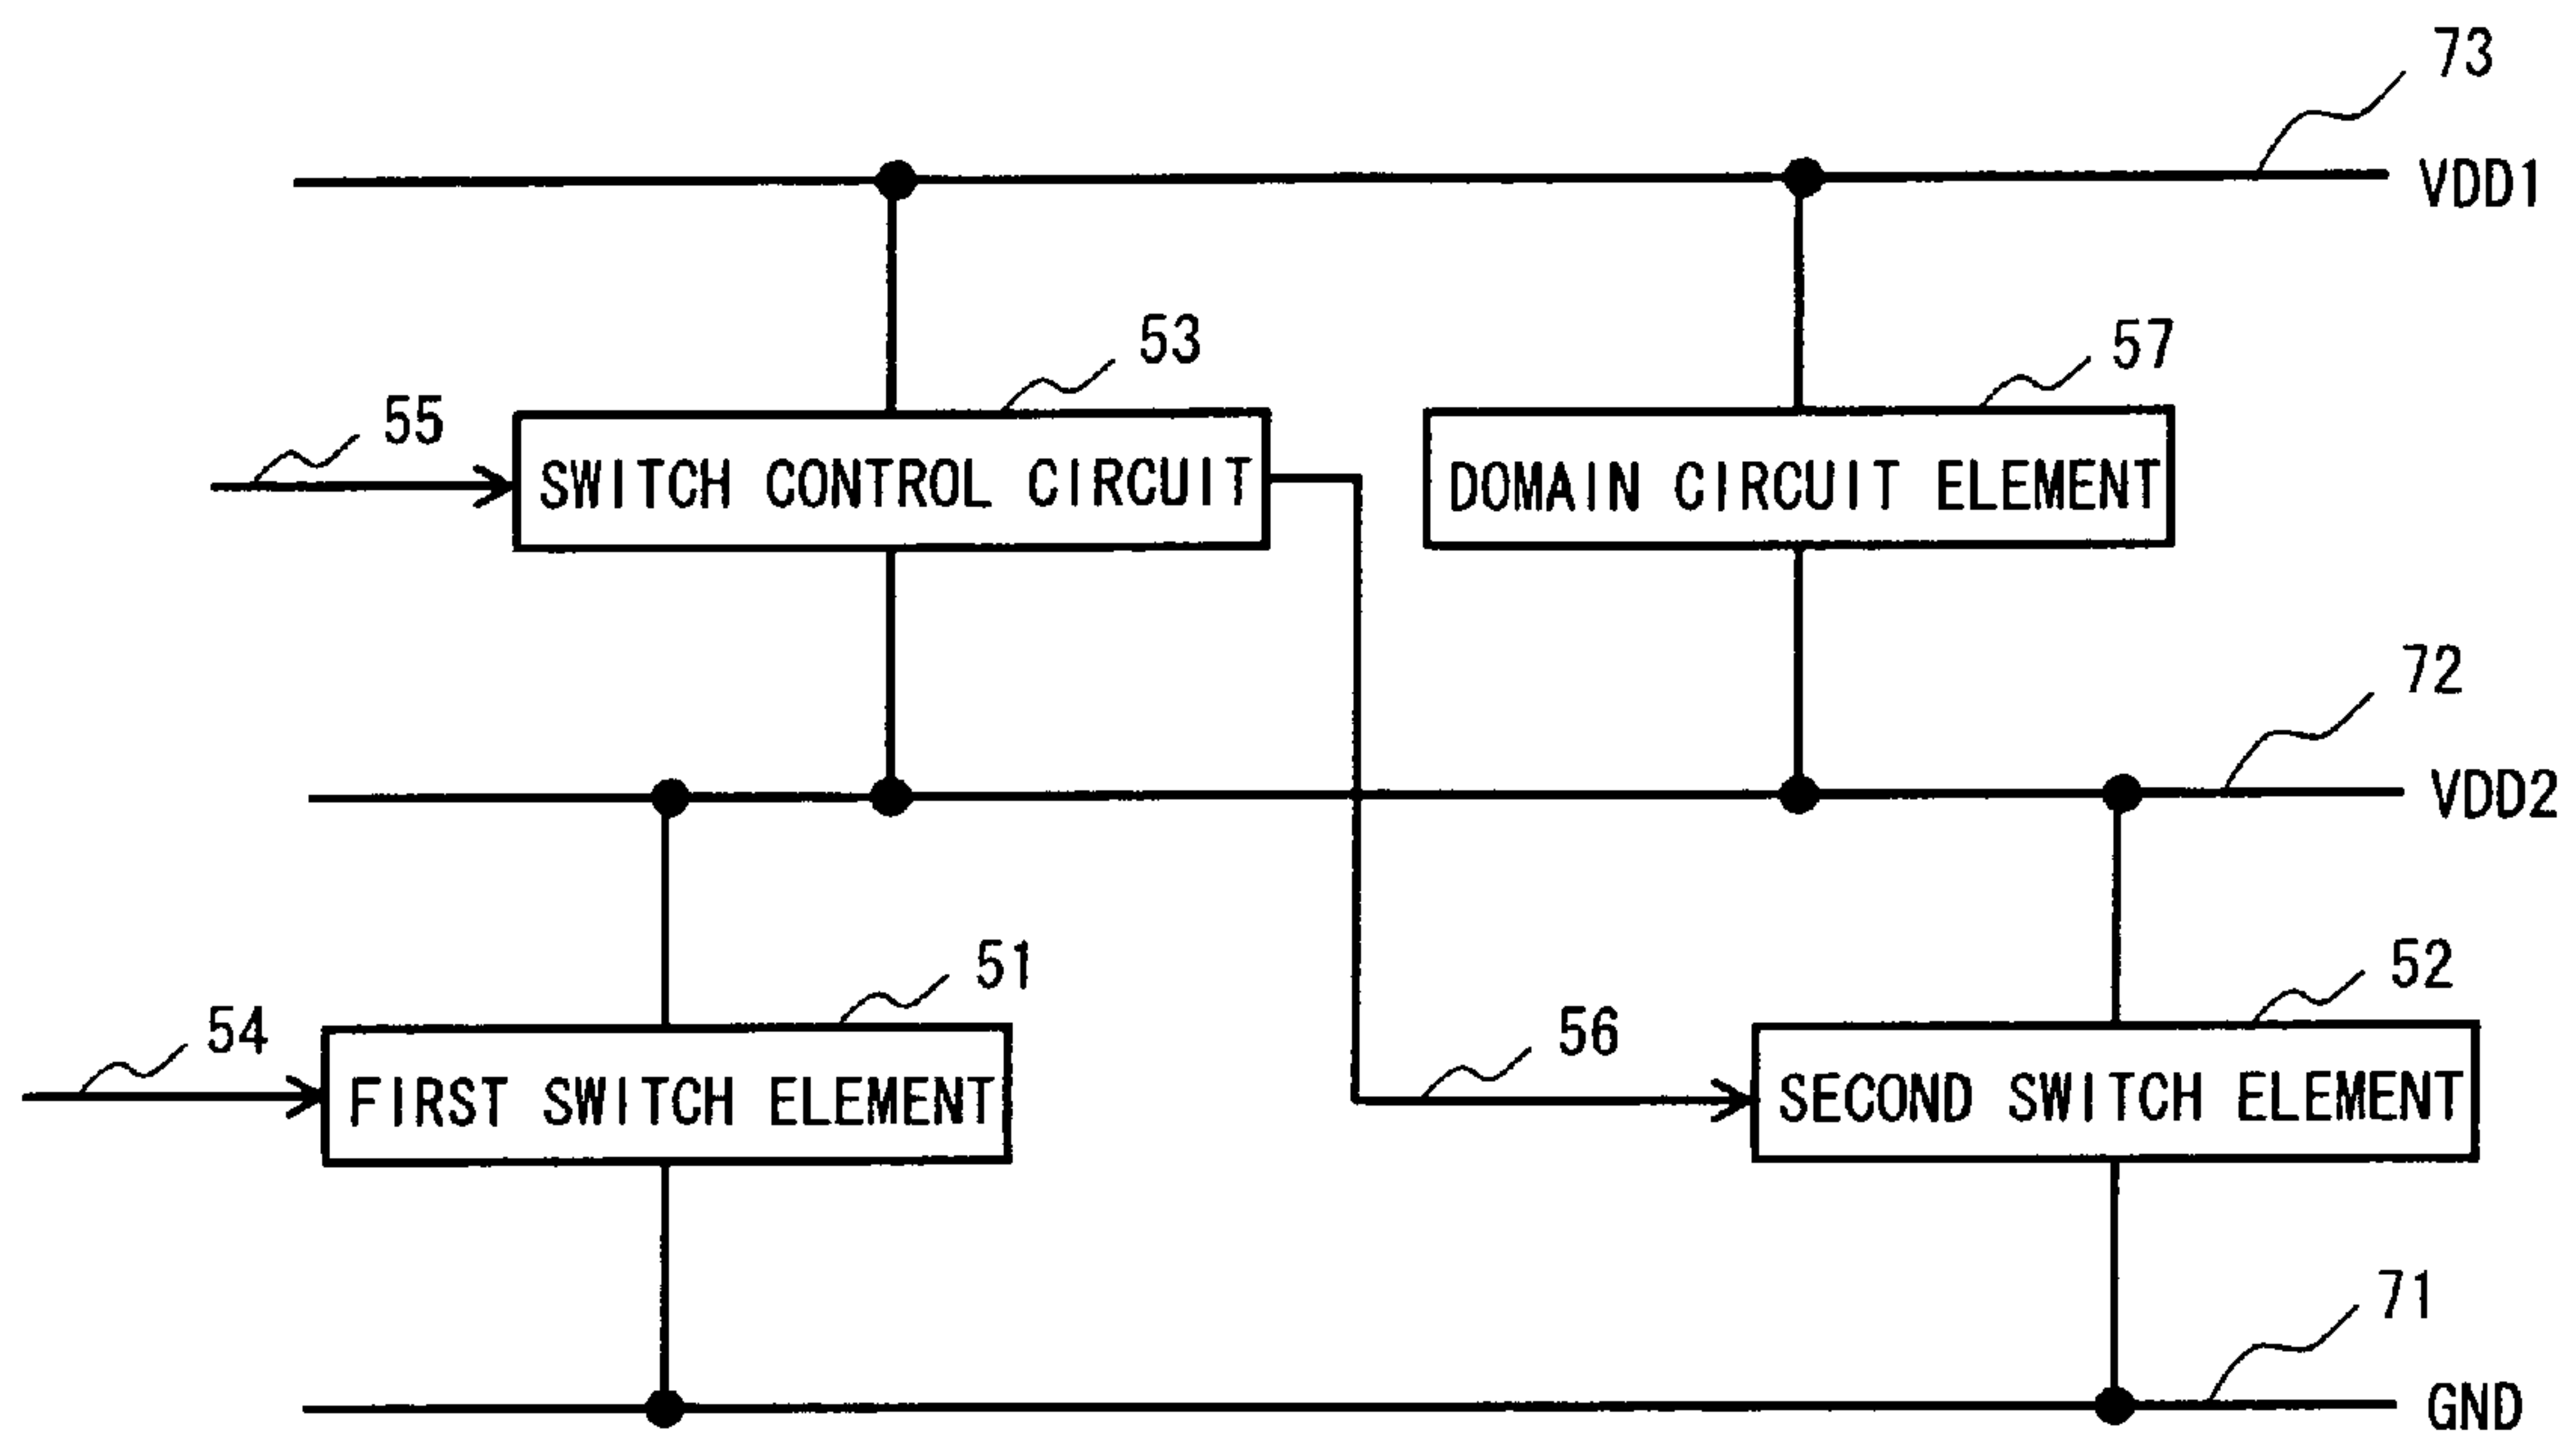 73
VDD1
53
57
55
SWITCH CONTROL CIRCUIT
DOMAIN CIRCUIT ELEMENT
72
VDD2
51
52
54
56
FIRST SWITCH ELEMENT
SECOND SWITCH ELEMENT
71
GND